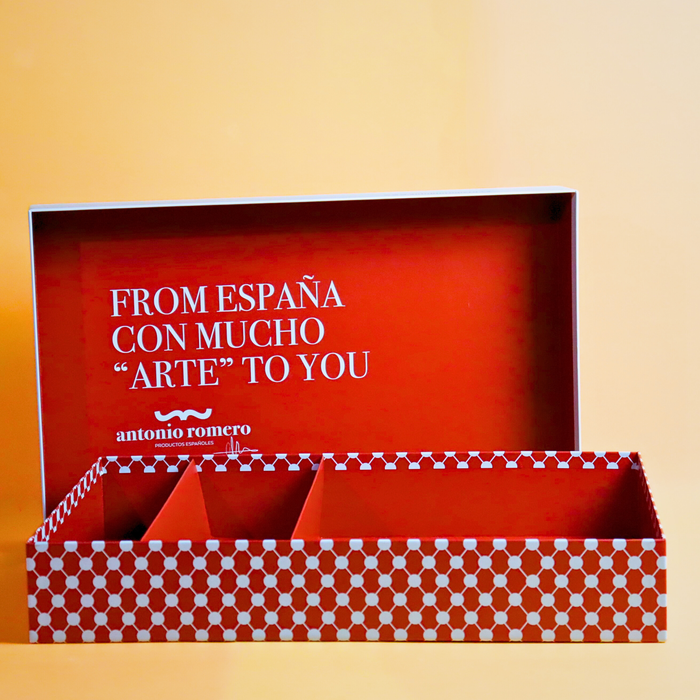 FROM ESPAÑA
CON MUCHO
“ARTE” TO YOU
antonio romero
PRODUCTOS ESPAÑOLES